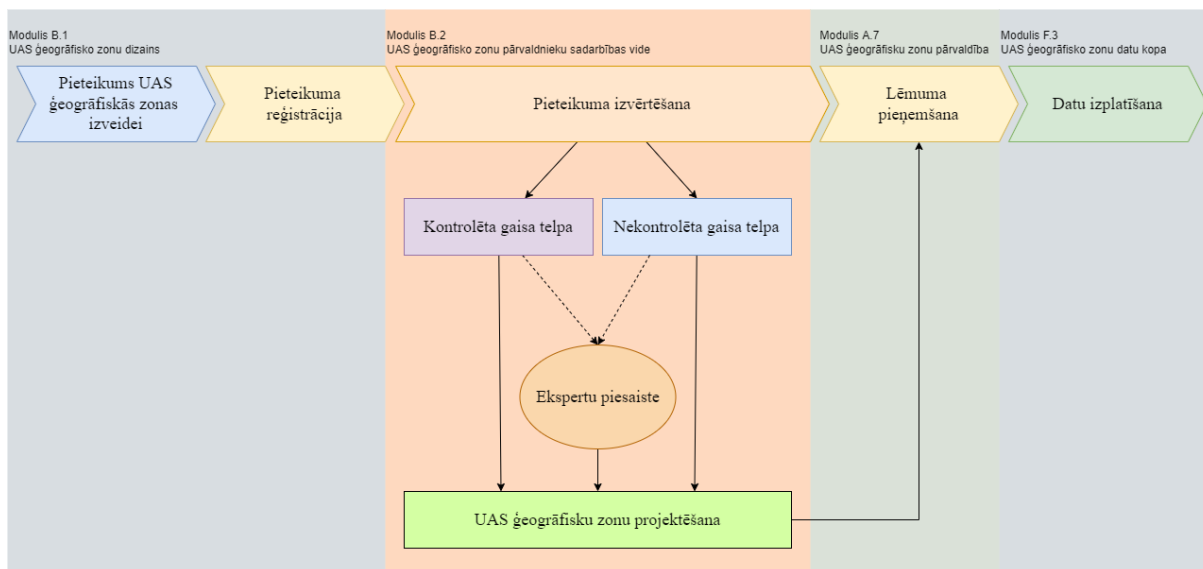 Modulis B.1
UAS ģeogrāfisko zonu dizains
Modulis B.2
UAS ģeogrāfisko zonu pārvaldnieku sadarbības vide
Modulis A.7
UAS ģeogrāfisku zonu pārvaldība
Modulis F.3
UAS ģeogrāfisko zonu datu kopa
Pieteikums UAS
ģeogrāfiskās zonas
izveidei
Pieteikuma
reģistrācija
Pieteikuma izvērtēšana
Lēmuma
pieņemšana
Datu izplatīšana
Kontrolēta gaisa telpa
Nekontrolēta gaisa telpa
Ekspertu piesaiste
UAS ģeogrāfisku zonu projektēšana